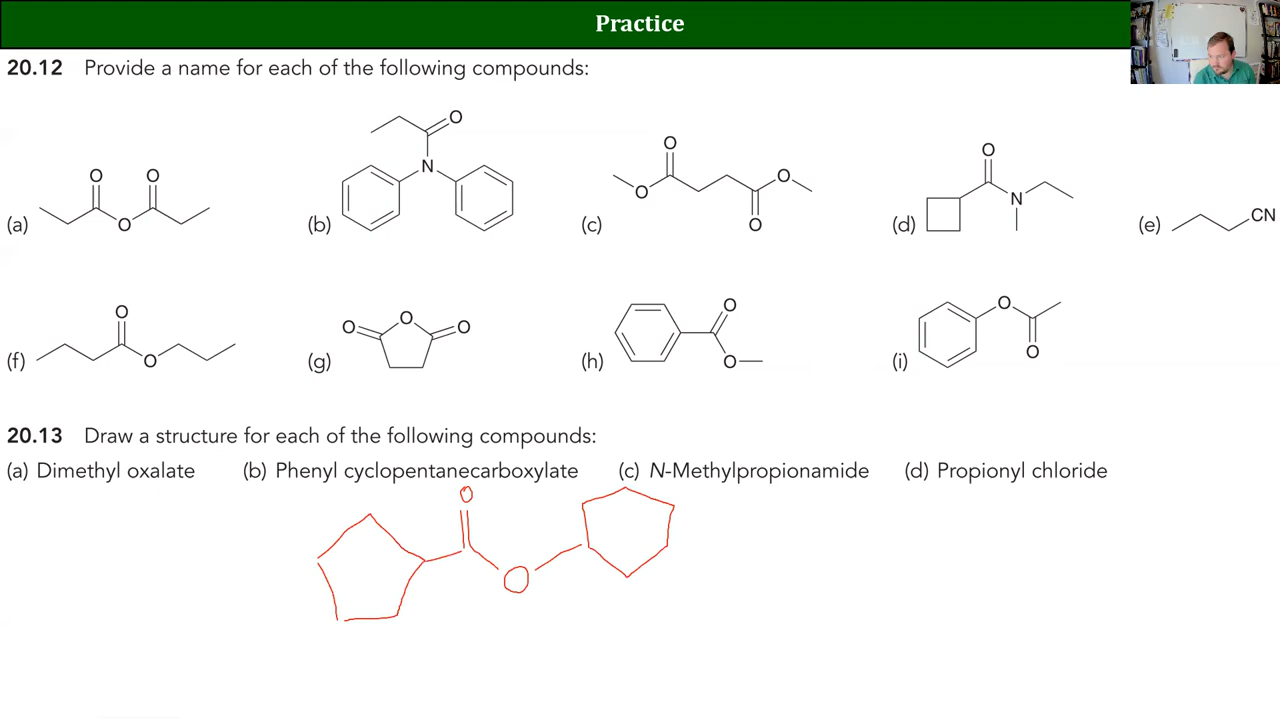 Practice
20.12 Provide a name for each of the following compounds:
O O O
(a)
O
N O
(b)
O O
O O
(c)
O
N
(d)
CN
(e)
O
O
(f)
O O O
(g)
O
O
(h)
O
O
(i)
20.13 Draw a structure for each of the following compounds:
(a) Dimethyl oxalate (b) Phenyl cyclopentanecarboxylate (c) N-Methylpropionamide (d) Propionyl chloride
O
O